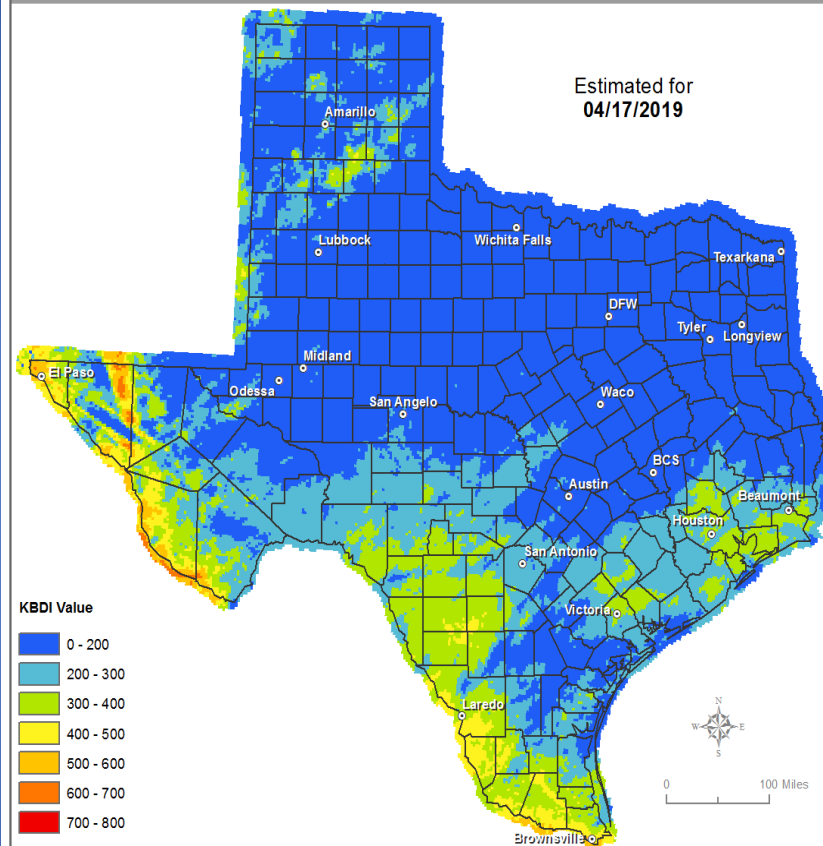 Estimated for
04/17/2019
Amarillo
Lubbock
Wichita Falls
Texarkana
DFW
Tyler
Longview
Midland
El Paso
Odessa
San Angelo
Waco
BCS
Austin
Beaumont
Houston
San Antonio
Victoria
Laredo
Brownsville
KBDI Value
0 - 200
200 - 300
300 - 400
400 - 500
500 - 600
600 - 700
700 - 800
N
W E
S
0 100 Miles